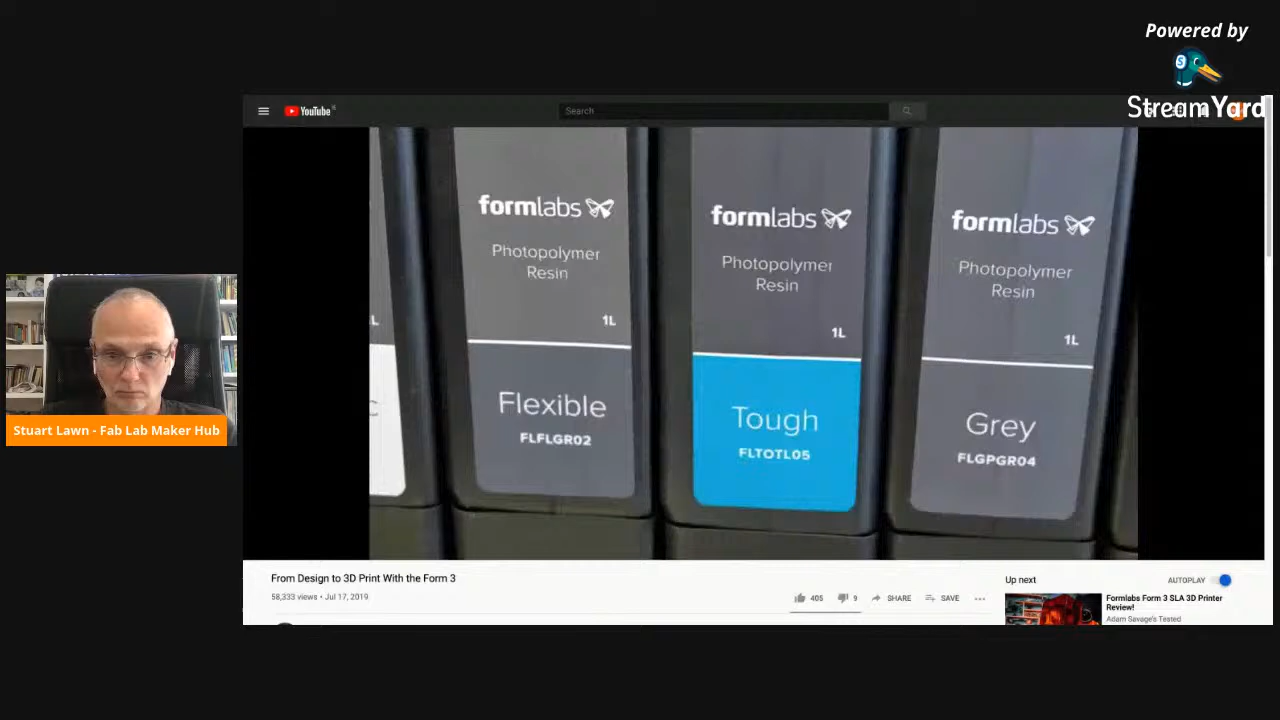 Powered by
StreamYard
YouTube
Search
formlabs
Photopolymer
Resin
1L
Flexible
FLFLGR02
formlabs
Photopolymer
Resin
1L
Tough
FLTOTL05
formlabs
Photopolymer
Resin
1L
Grey
FLGPGR04
L
Stuart Lawn - Fab Lab Maker Hub
From Design to 3D Print With the Form 3
58,333 views • Jul 17, 2019
405
9
SHARE
SAVE
Up next
AUTOPLAY
Formlabs Form 3 SLA 3D Printer
Review!
Adam Savage's Tested